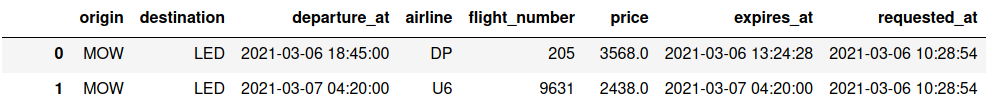 origin destination departure_at airline flight_number price expires_at requested_at
0 MOW LED 2021-03-06 18:45:00 DP 205 3568.0 2021-03-06 13:24:28 2021-03-06 10:28:54
1 MOW LED 2021-03-07 04:20:00 U6 9631 2438.0 2021-03-07 04:20:00 2021-03-06 10:28:54